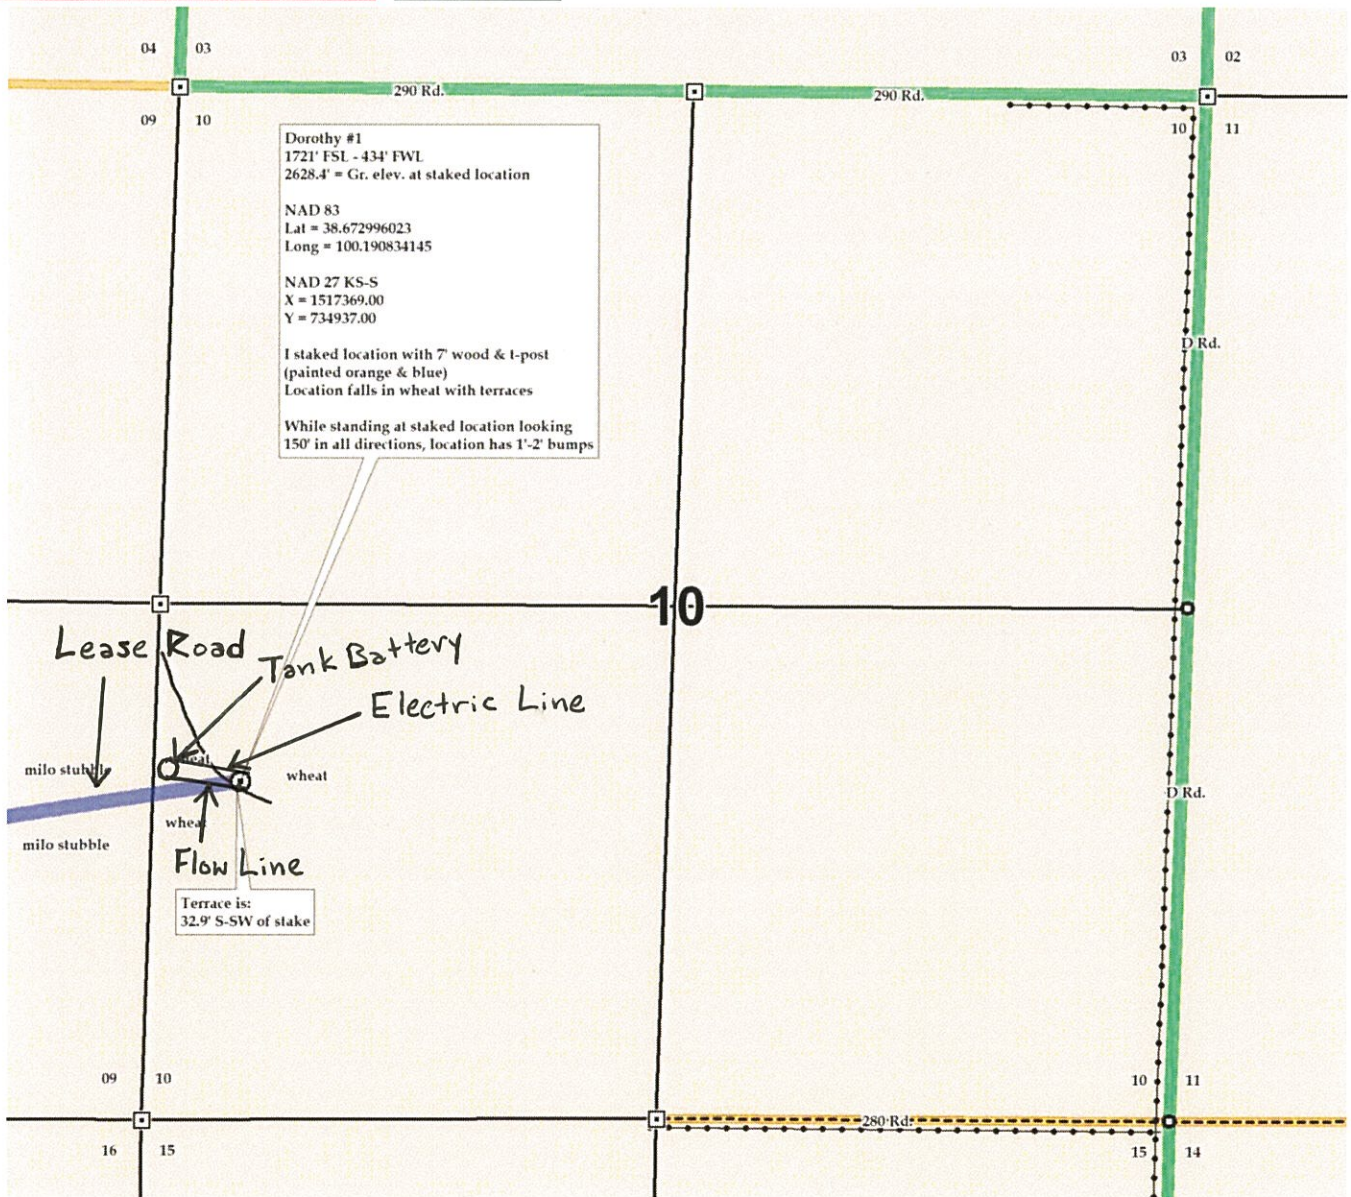 04 03
03 02
290 Rd.
290 Rd.
09 10
10 11
Dorothy #1
1721' FSL - 434' FWL
2628.4' = Gr. elev. at staked location
NAD 83
Lat = 38.672996023
Long = 100.190834145
NAD 27 KS-S
X = 1517369.00
Y = 734937.00
I staked location with 7' wood & t-post
(painted orange & blue)
Location falls in wheat with terraces
While standing at staked location looking
150' in all directions, location has 1'-2' bumps
D Rd.
10
Lease Road
Tank Battery
Electric Line
milo stubble
wheat
wheat
D Rd.
wheat
milo stubble
Flow Line
Terrace is:
32.9' S-SW of stake
09 10
10 11
280 Rd.
16 15
15 14